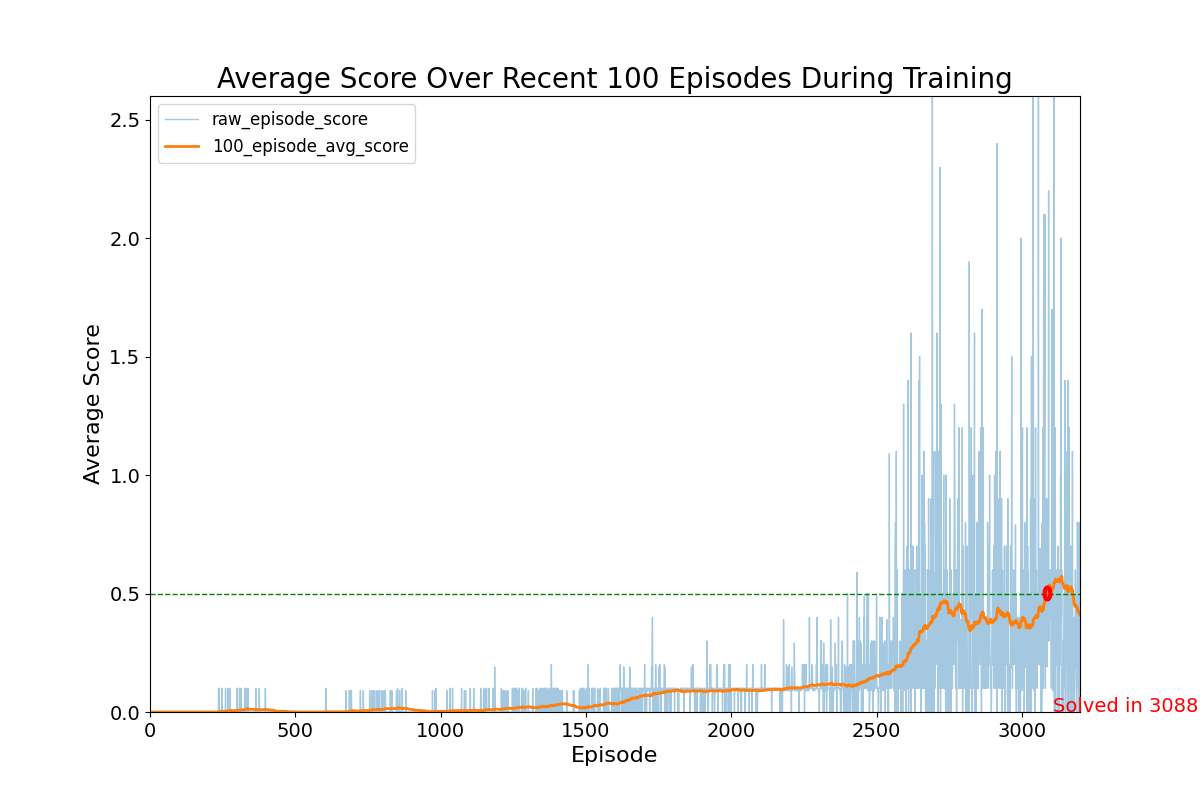 Average Score Over Recent 100 Episodes During Training
raw_episode_score
100_episode_avg_score
Average Score
2.5
2.0
1.5
1.0
0.5
0.0
Solved in 3088
0
500
1000
1500
2000
2500
3000
Episode